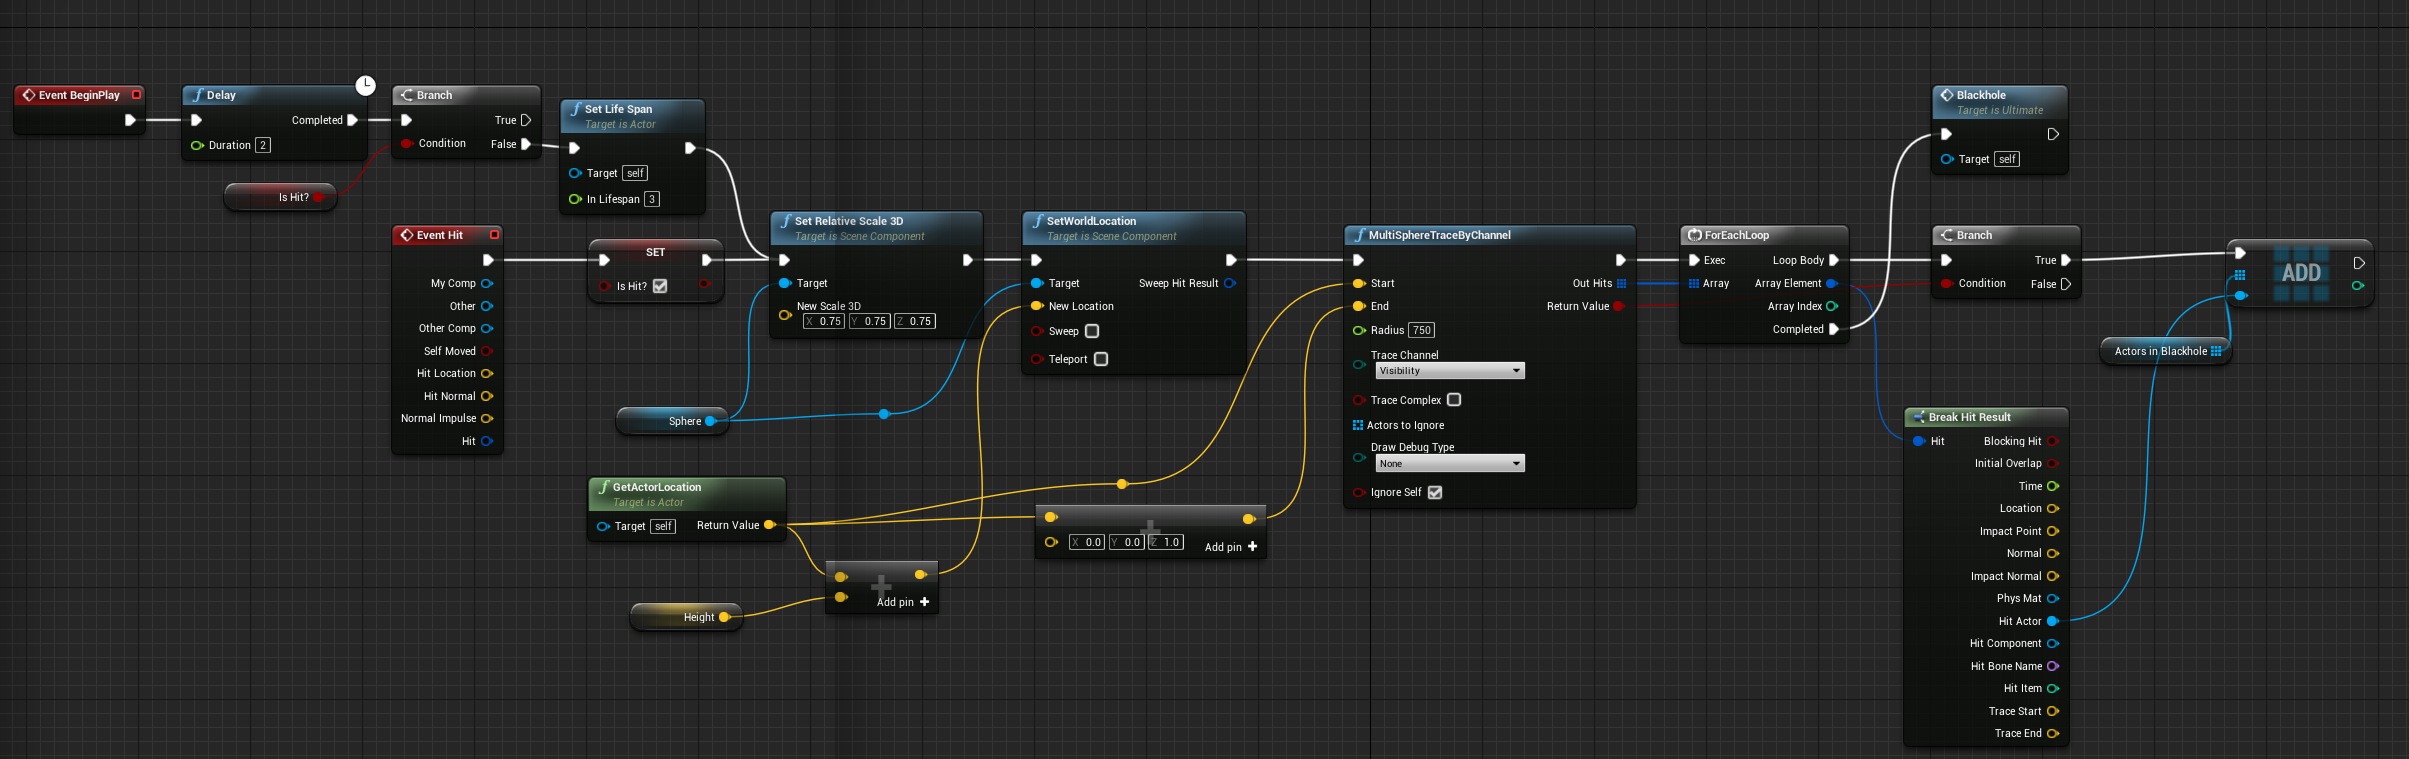 Event BeginPlay
Delay
Completed
Duration 2
Branch
True
Condition
False
Is Hit?
Set Life Span
Target is Actor
Target self
In Lifespan 3
Event Hit
My Comp
Other
Other Comp
Self Moved
Hit Location
Hit Normal
Normal Impulse
Hit
SET
Is Hit?
Set Relative Scale 3D
Target is Scene Component
Target
New Scale 3D
X 0.75 Y 0.75 Z 0.75
Sphere
GetActorLocation
Target is Actor
Target self
Return Value
Height
Add pin
SetWorldLocation
Target is Scene Component
Target
Sweep Hit Result
New Location
Sweep
Teleport
X 0.0 Y 0.0 Z 1.0
Add pin
MultiSphereTraceByChannel
Start
Out Hits
End
Return Value
Radius 750
Trace Channel
Visibility
Trace Complex
Actors to Ignore
Draw Debug Type
None
Ignore Self
ForEachLoop
Exec
Loop Body
Array
Array Element
Array Index
Completed
Blackhole
Target is Ultimate
Target self
Branch
True
Condition
False
ADD
Actors in Blackhole
Break Hit Result
Hit
Blocking Hit
Initial Overlap
Time
Location
Impact Point
Normal
Impact Normal
Phys Mat
Hit Actor
Hit Component
Hit Bone Name
Hit Item
Trace Start
Trace End